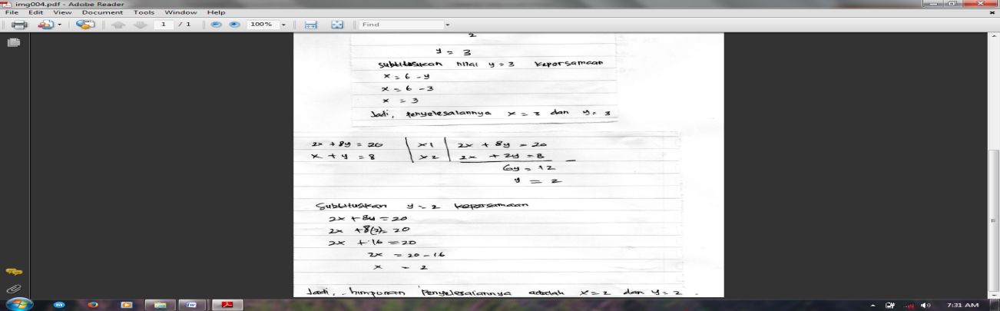 img004.pdf - Adobe Reader
File Edit View Document Tools Window Help
1 / 1 100% Find
2
y = 3
Subtitusikan nilai y = 3 kepersamaan
x = 6 - y
x = 6 - 3
x = 3
Jadi, Penyelesaiannya x = 3 dan y = 3
2x + 8y = 20 | x1 | 2x + 8y = 20
x + y = 8 | x2 | 2x + 2y = 8 -
6y = 12
y = 2
Subtitusikan y = 2 kepersamaan
2x + 8y = 20
2x + 8(2) = 20
2x + 16 = 20
2x = 20 - 16
x = 2
Jadi, himpunan Penyelesaiannya adalah x = 2 dan y = 2.
7:31 AM